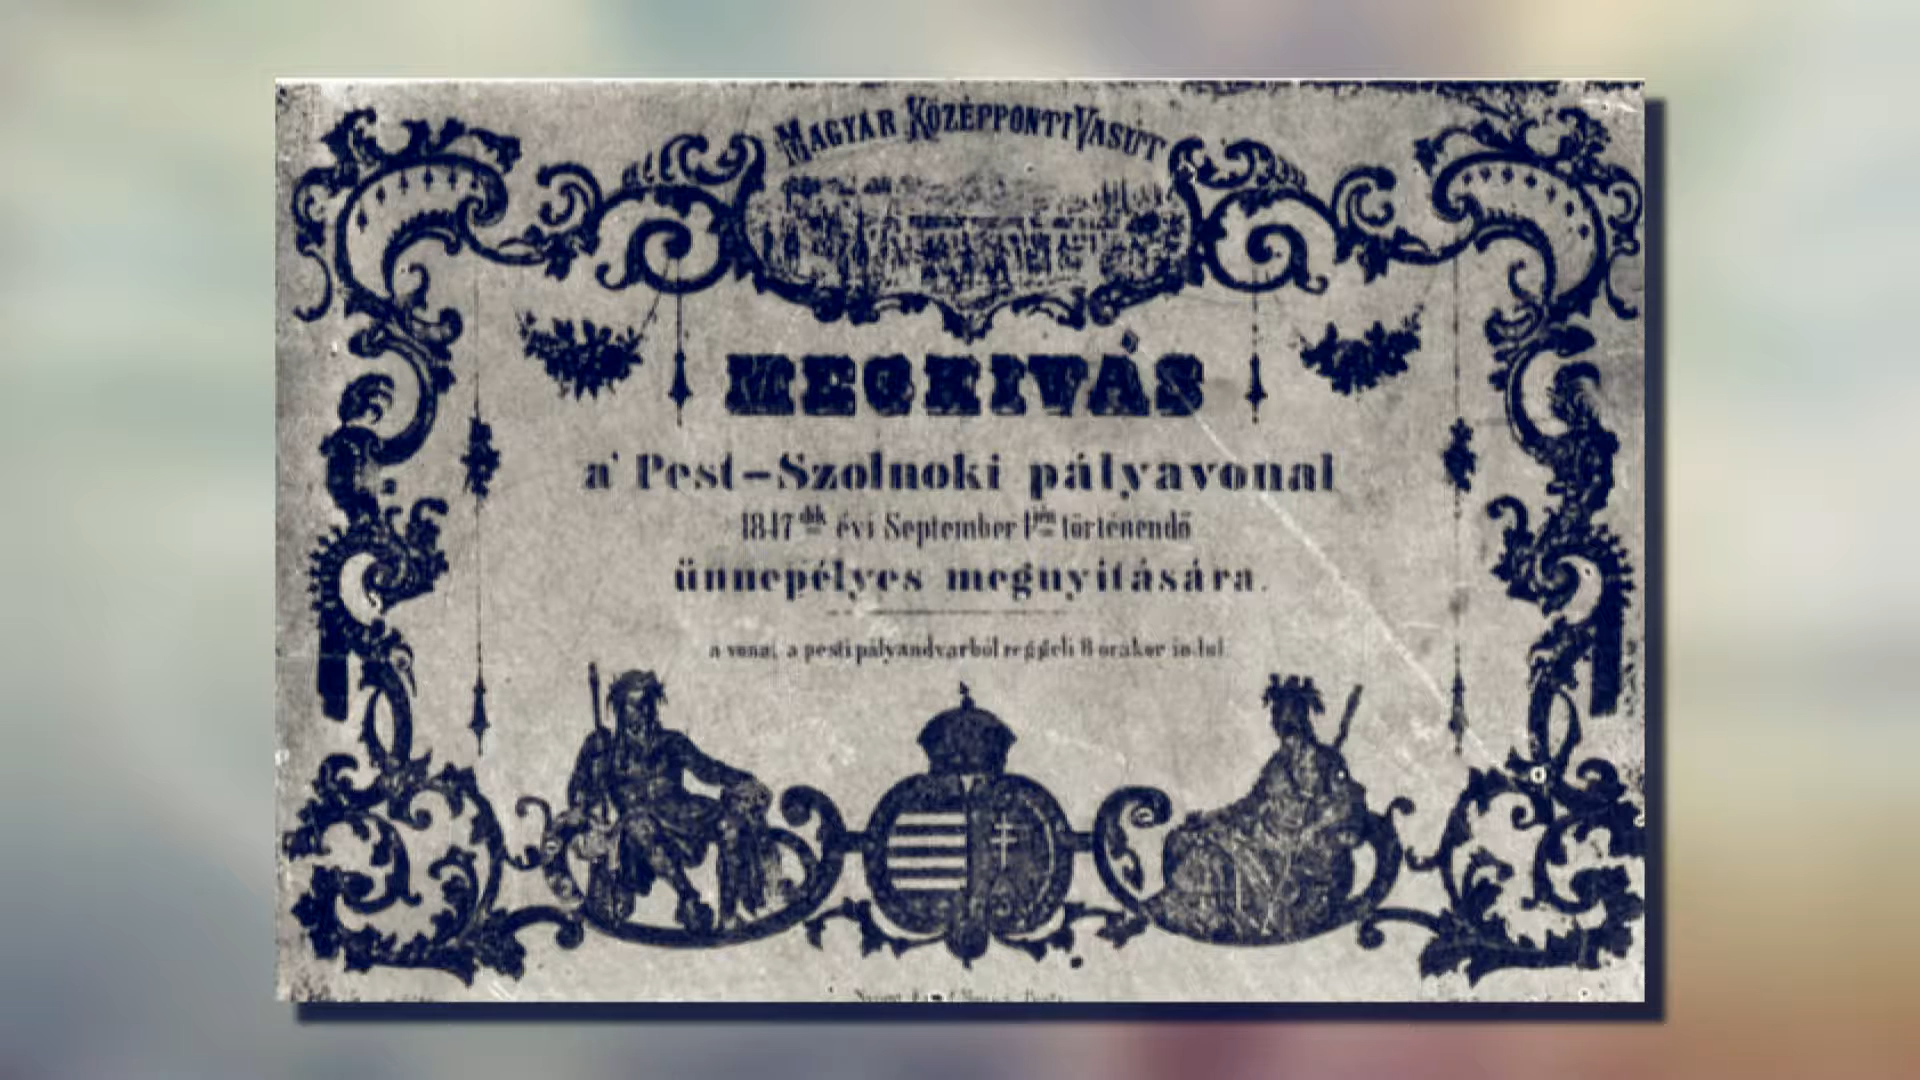 MAGYAR KÖZÉPPONTI VASÚT
MEGHIVÁS
a' Pest-Szolnoki pályavonal
1847dik évi September 1jén történendő
ünnepélyes megnyitására.
a vonat a pesti pályaudvarból reggeli 8 orakor indul